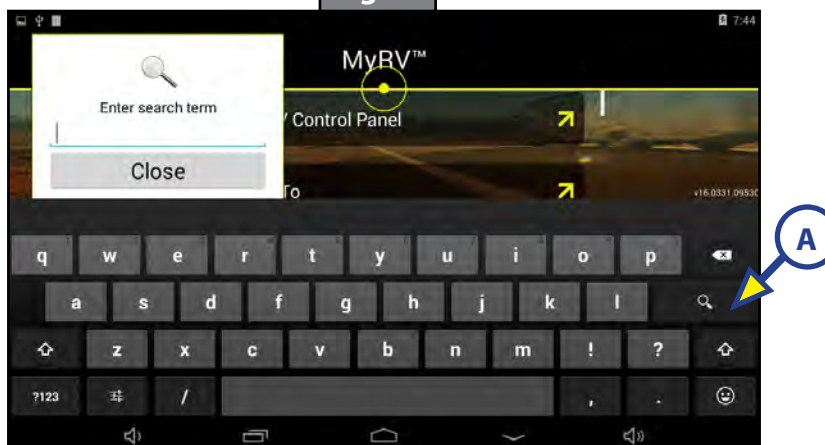 7:44
MyRV™
Enter search term
Control Panel
Close
To
v16.0331.09530
q w e r t y u i o p
a s d f g h j k l
A
z x c v b n m ! ?
?123 / , .